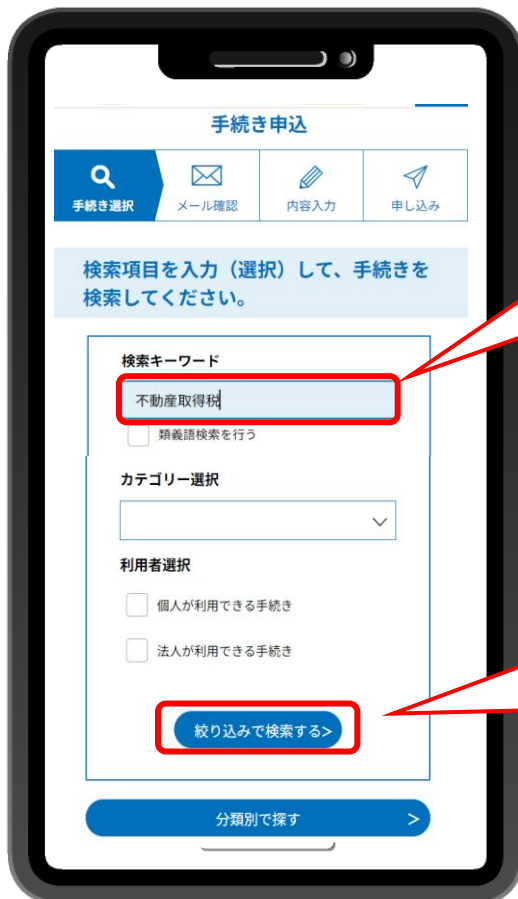 手続き申込
手続き選択
メール確認
内容入力
申し込み
検索項目を入力（選択）して、手続きを
検索してください。
検索キーワード
不動産取得税
類義語検索を行う
カテゴリー選択
利用者選択
個人が利用できる手続き
法人が利用できる手続き
絞り込みで検索する>
分類別で探す >